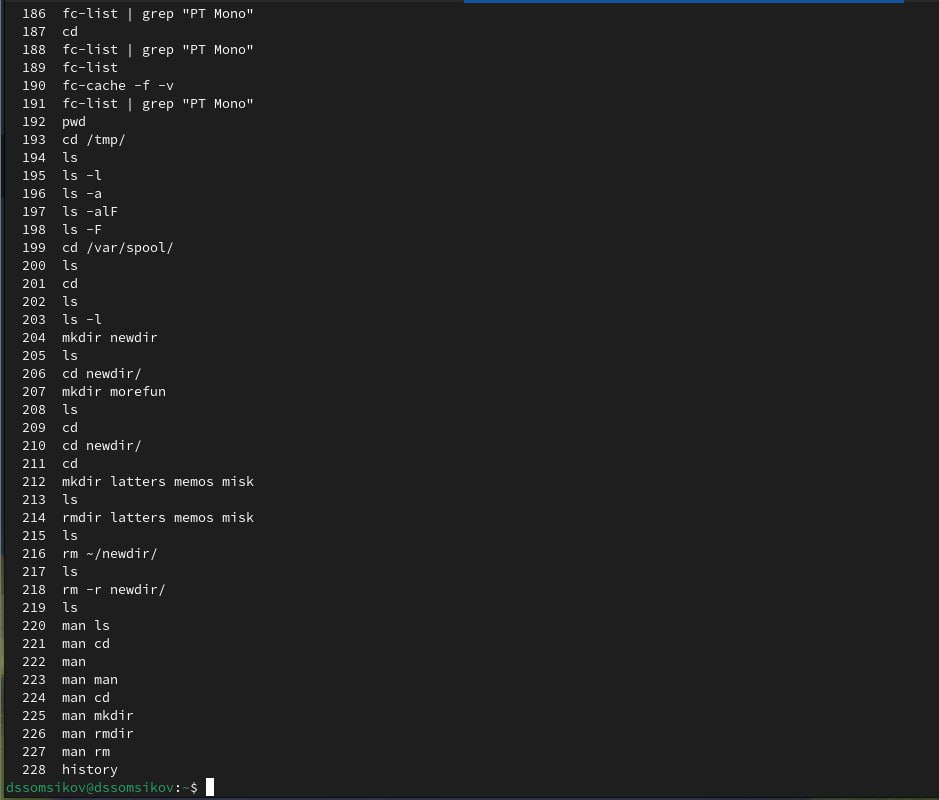 186 fc-list | grep "PT Mono"
187 cd
188 fc-list | grep "PT Mono"
189 fc-list
190 fc-cache -f -v
191 fc-list | grep "PT Mono"
192 pwd
193 cd /tmp/
194 ls
195 ls -l
196 ls -a
197 ls -alF
198 ls -F
199 cd /var/spool/
200 ls
201 cd
202 ls
203 ls -l
204 mkdir newdir
205 ls
206 cd newdir/
207 mkdir morefun
208 ls
209 cd
210 cd newdir/
211 cd
212 mkdir latters memos misk
213 ls
214 rmdir latters memos misk
215 ls
216 rm ~/newdir/
217 ls
218 rm -r newdir/
219 ls
220 man ls
221 man cd
222 man
223 man man
224 man cd
225 man mkdir
226 man rmdir
227 man rm
228 history
dssomsikov@dssomsikov:~$